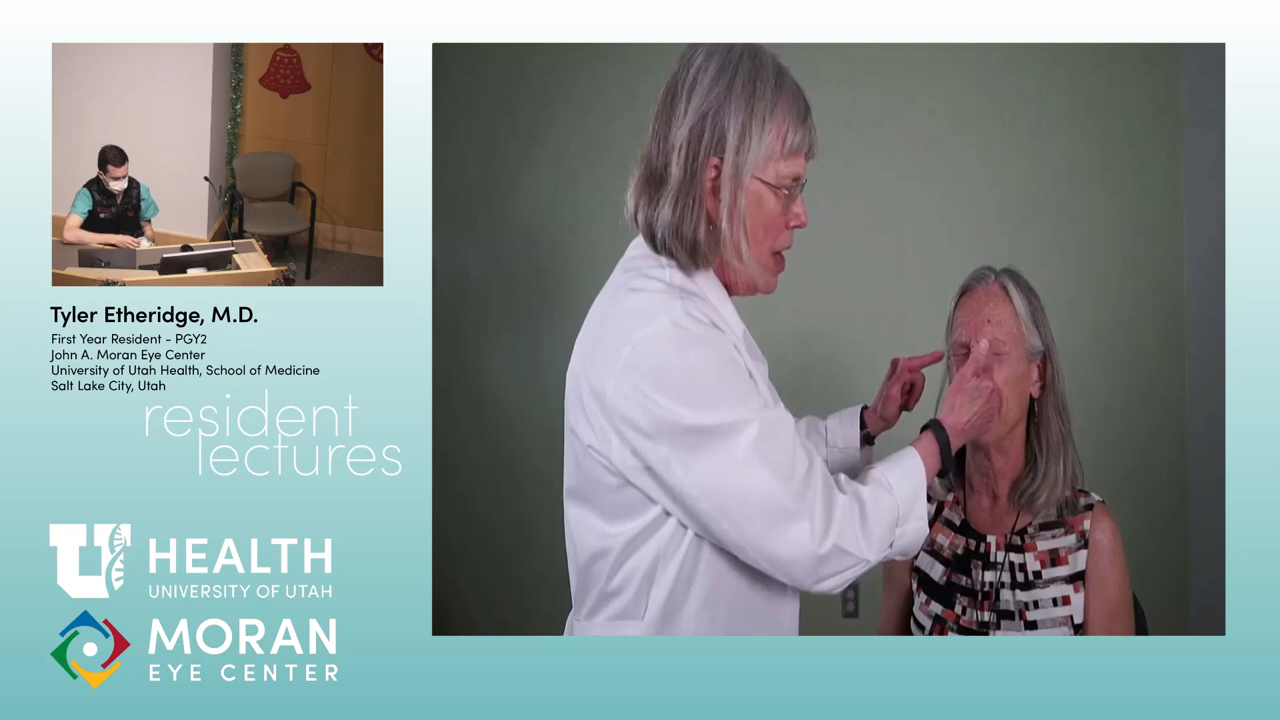 Tyler Etheridge, M.D.
First Year Resident - PGY2
John A. Moran Eye Center
University of Utah Health, School of Medicine
Salt Lake City, Utah
resident
lectures
U HEALTH
UNIVERSITY OF UTAH
MORAN
EYE CENTER